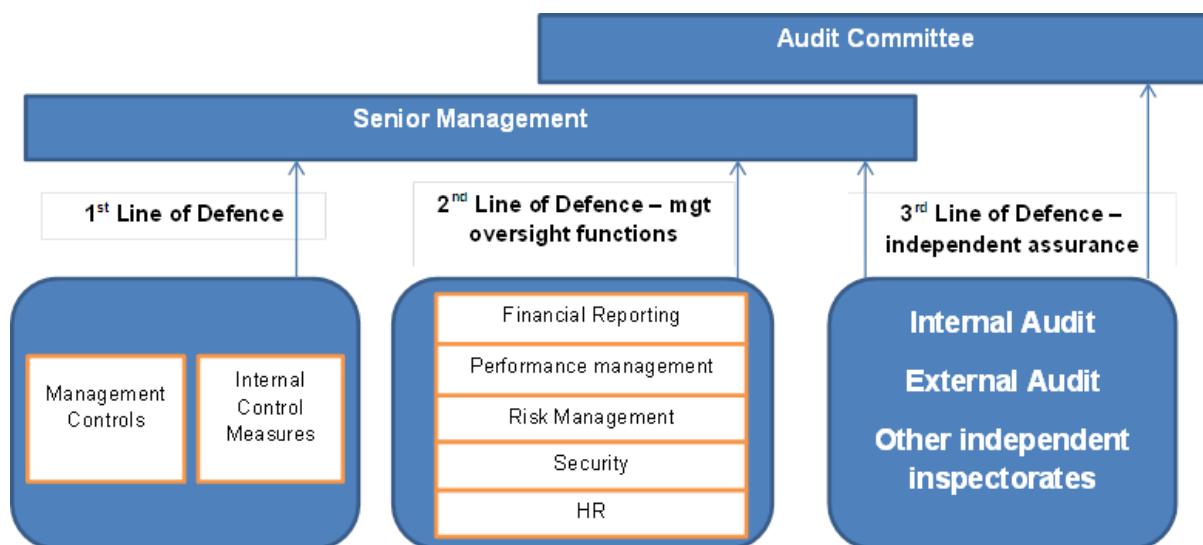 Audit Committee
Senior Management
1st Line of Defence
2nd Line of Defence – mgt
oversight functions
3rd Line of Defence –
independent assurance
Management
Controls
Internal
Control
Measures
Financial Reporting
Performance management
Risk Management
Security
HR
Internal Audit
External Audit
Other independent
inspectorates